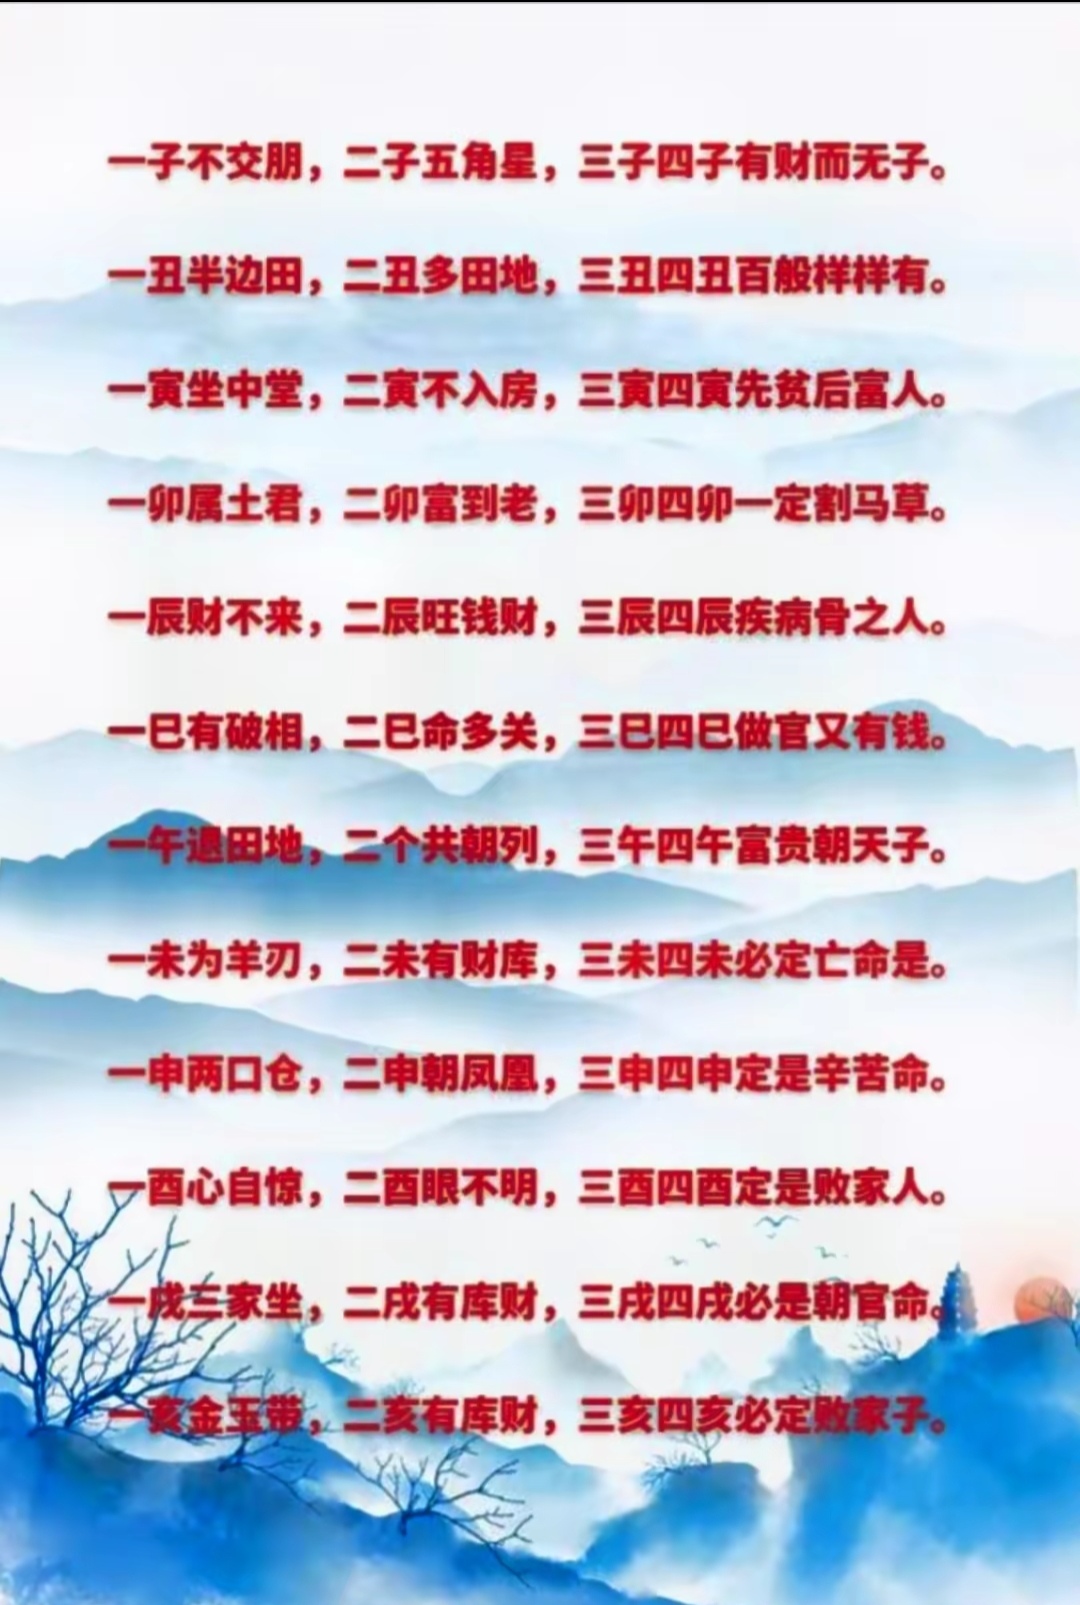 一子不交朋，二子五角星，三子四子有财而无子。
一丑半边田，二丑多田地，三丑四丑百般样样有。
一寅坐中堂，二寅不入房，三寅四寅先贫后富人。
一卯属土君，二卯富到老，三卯四卯一定割马草。
一辰财不来，二辰旺钱财，三辰四辰疾病骨之人。
一巳有破相，二巳命多关，三巳四巳做官又有钱。
一午退田地，二个共朝列，三午四午富贵朝天子。
一未为羊刃，二未有财库，三未四未必定亡命是。
一申两口仓，二申朝凤凰，三申四申定是辛苦命。
一酉心自惊，二酉眼不明，三酉四酉定是败家人。
一戌三家坐，二戌有库财，三戌四戌必是朝官命。
一亥金玉带，二亥有库财，三亥四亥必定败家子。